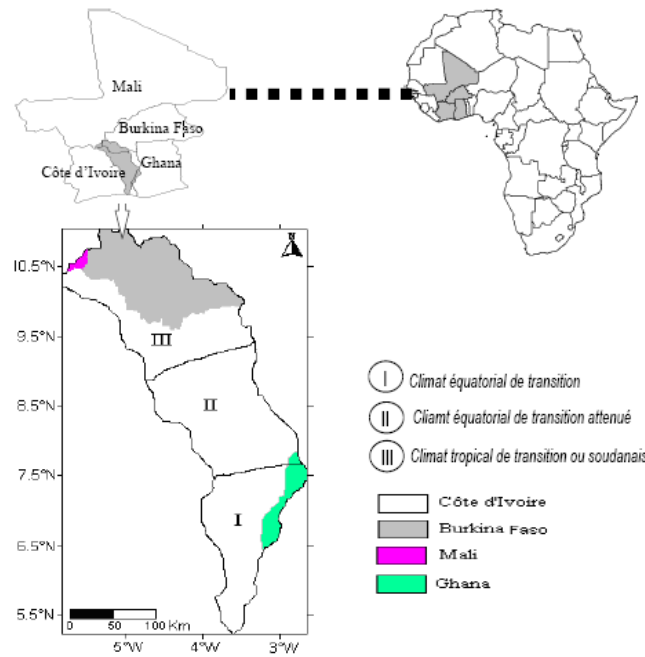 Mali
Burkina Faso
Ghana
Côte d'Ivoire
N
10.5°N
9.5°N
III
8.5°N
II
7.5°N
I
6.5°N
5.5°N
0 50 100 Km
5°W 4°W 3°W
I Climat équatorial de transition
II Cliamt équatorial de transition attenué
III Climat tropical de transition ou soudanais
Côte d'Ivoire
Burkina Faso
Mali
Ghana